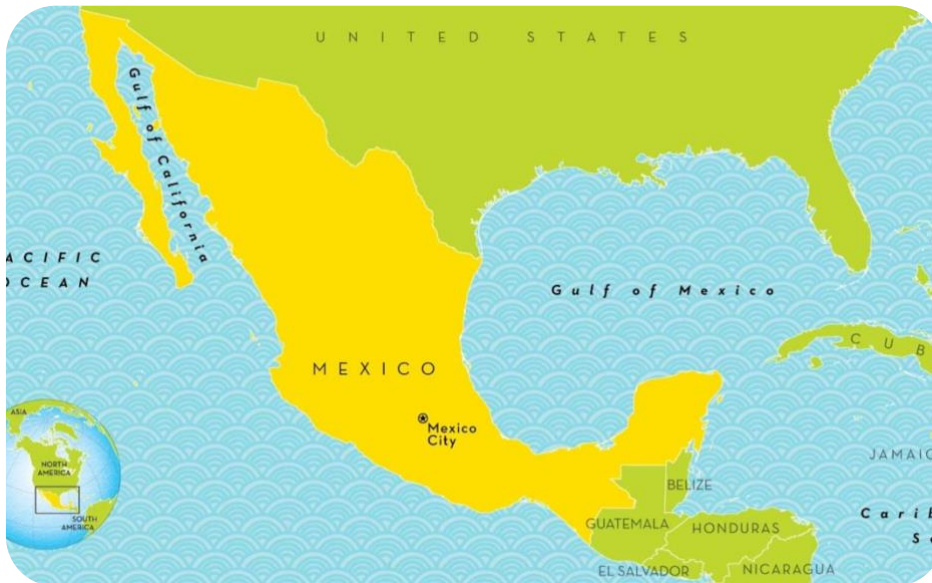 UNITED STATES
Gulf of California
ACIFIC
OCEAN
Gulf of Mexico
CUB
MEXICO
Mexico
City
ASIA
NORTH
AMERICA
SOUTH
AMERICA
JAMAIC
BELIZE
GUATEMALA
HONDURAS
Carib
S
EL SALVADOR
NICARAGUA